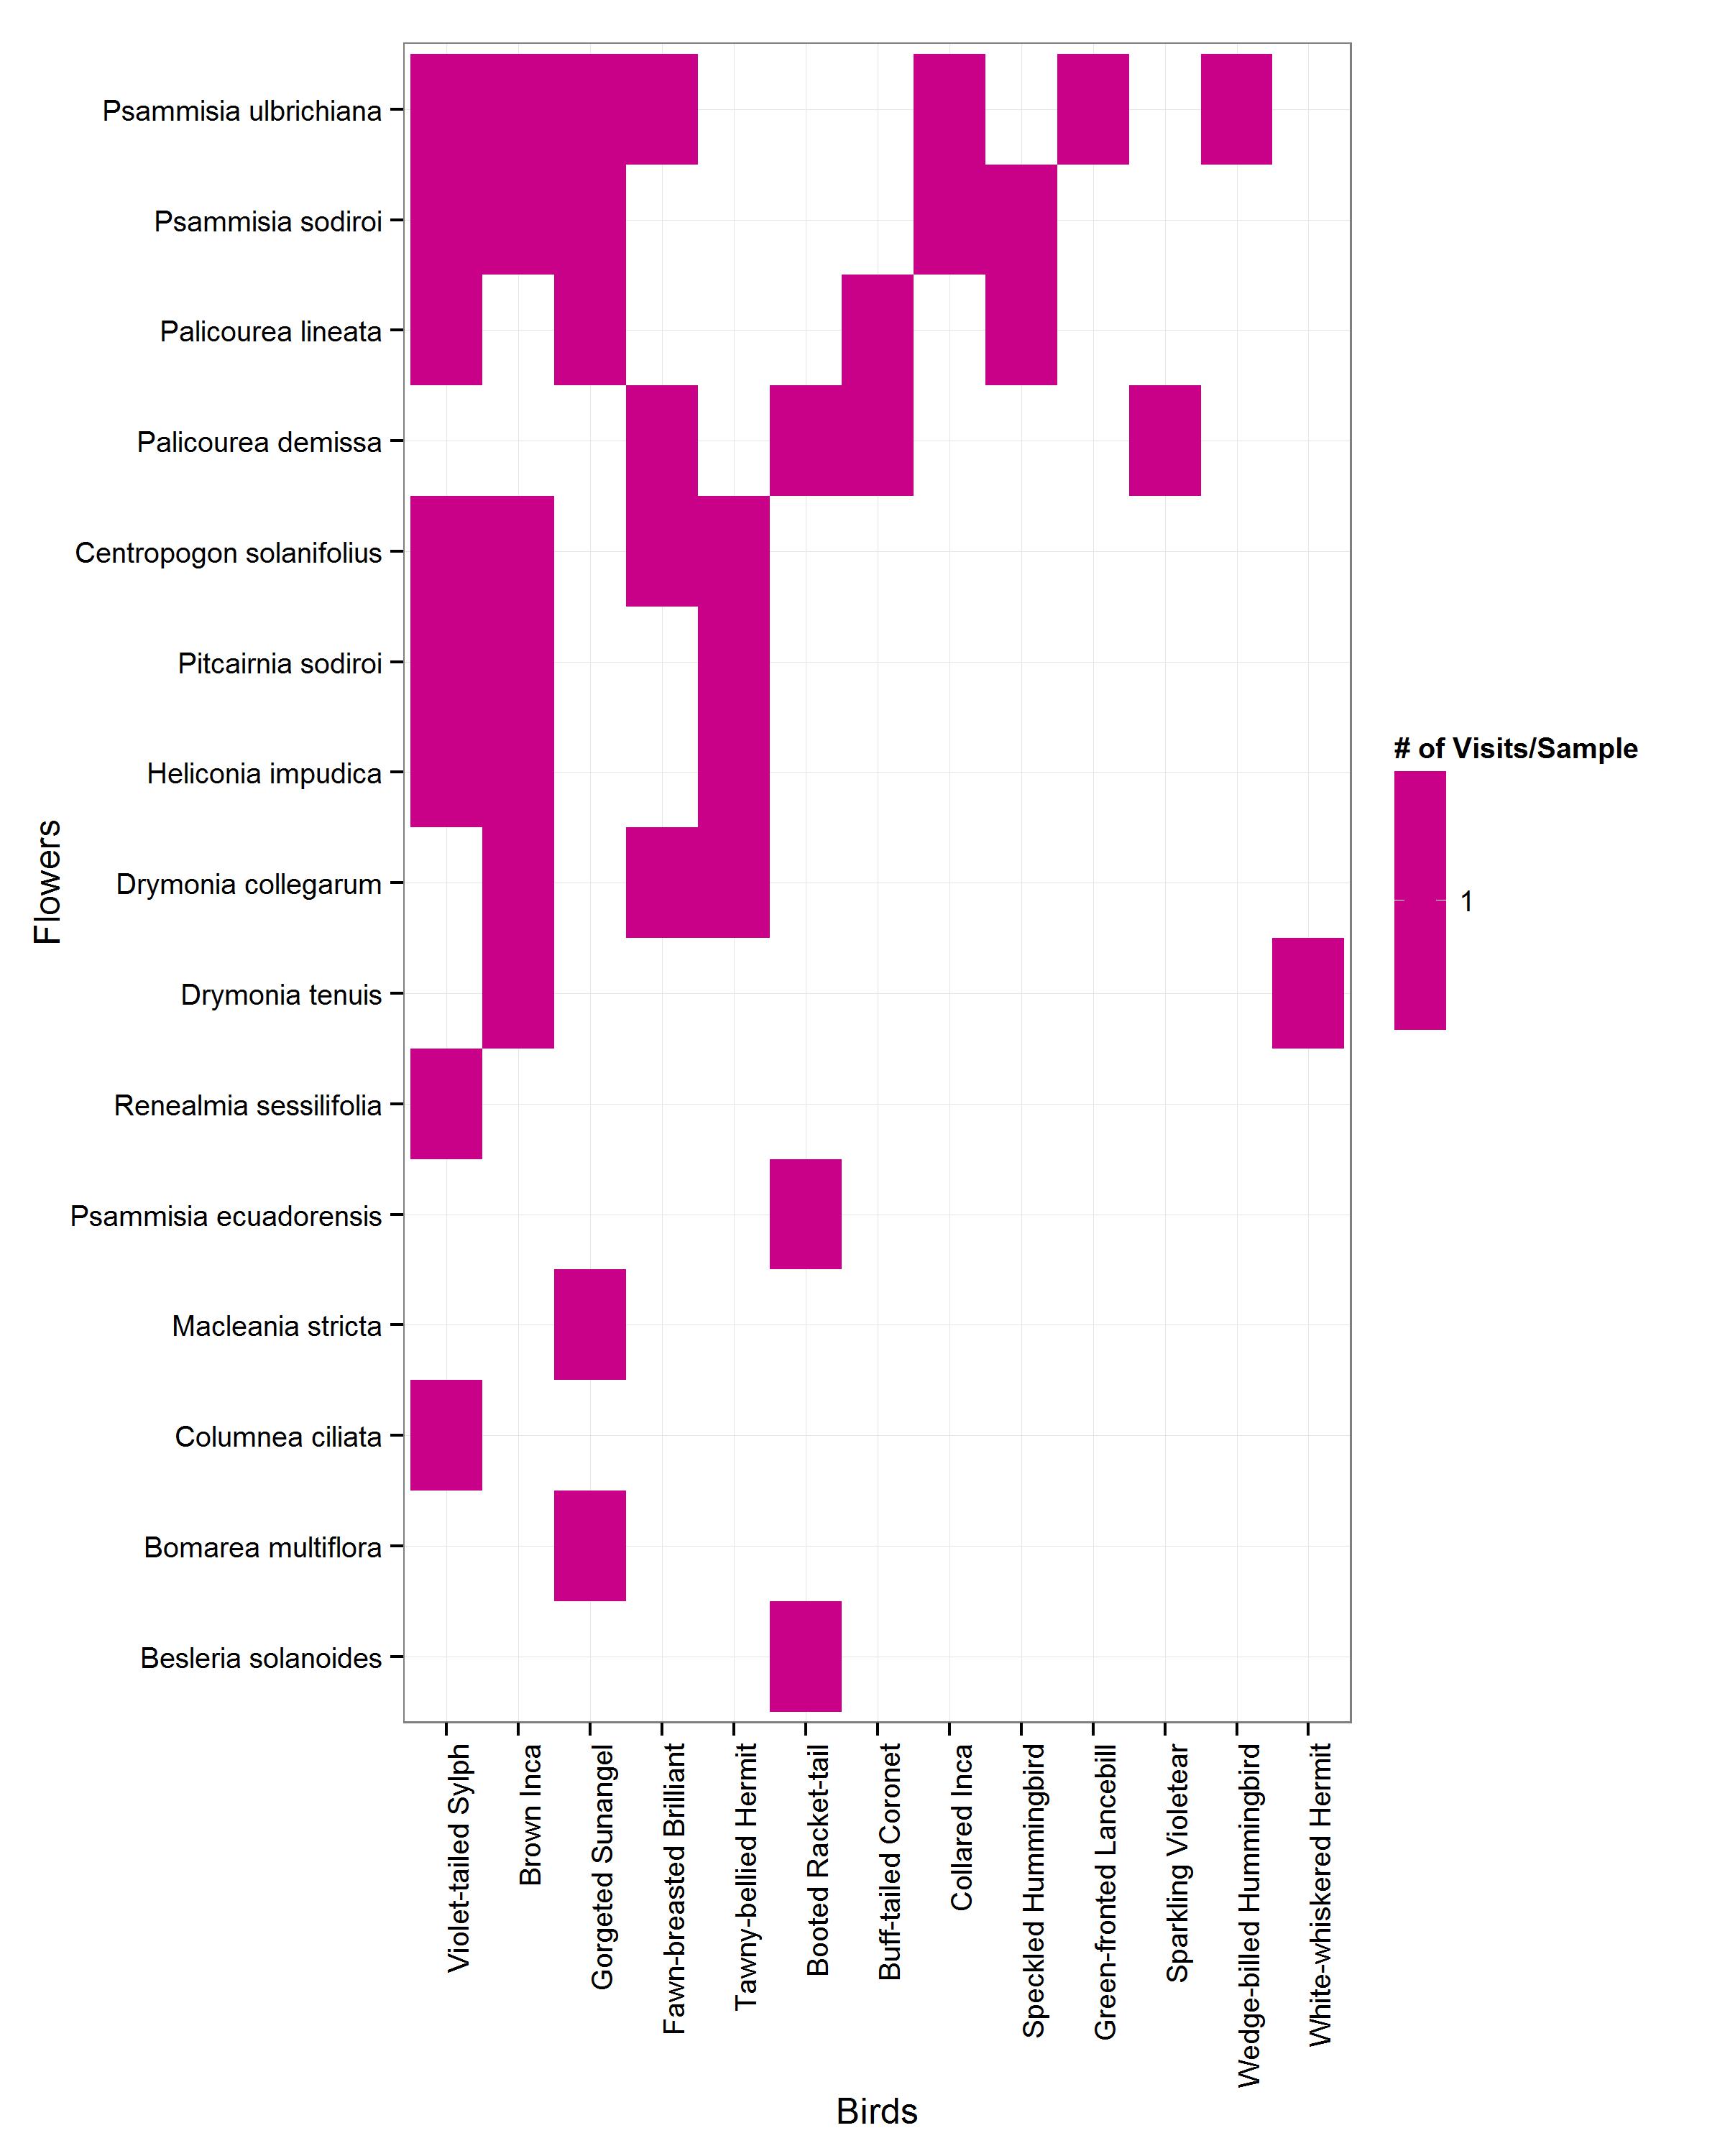 Psammisia ulbrichiana
Psammisia sodiroi
Palicourea lineata
Palicourea demissa
Centropogon solanifolius
Pitcairnia sodiroi
Heliconia impudica
Drymonia collegarum
Drymonia tenuis
Renealmia sessilifolia
Psammisia ecuadorensis
Macleania stricta
Columnea ciliata
Bomarea multiflora
Besleria solanoides
Flowers
# of Visits/Sample
1
Violet-tailed Sylph
Brown Inca
Gorgeted Sunangel
Fawn-breasted Brilliant
Tawny-bellied Hermit
Booted Racket-tail
Buff-tailed Coronet
Collared Inca
Speckled Hummingbird
Green-fronted Lancebill
Sparkling Violetear
Wedge-billed Hummingbird
White-whiskered Hermit
Birds